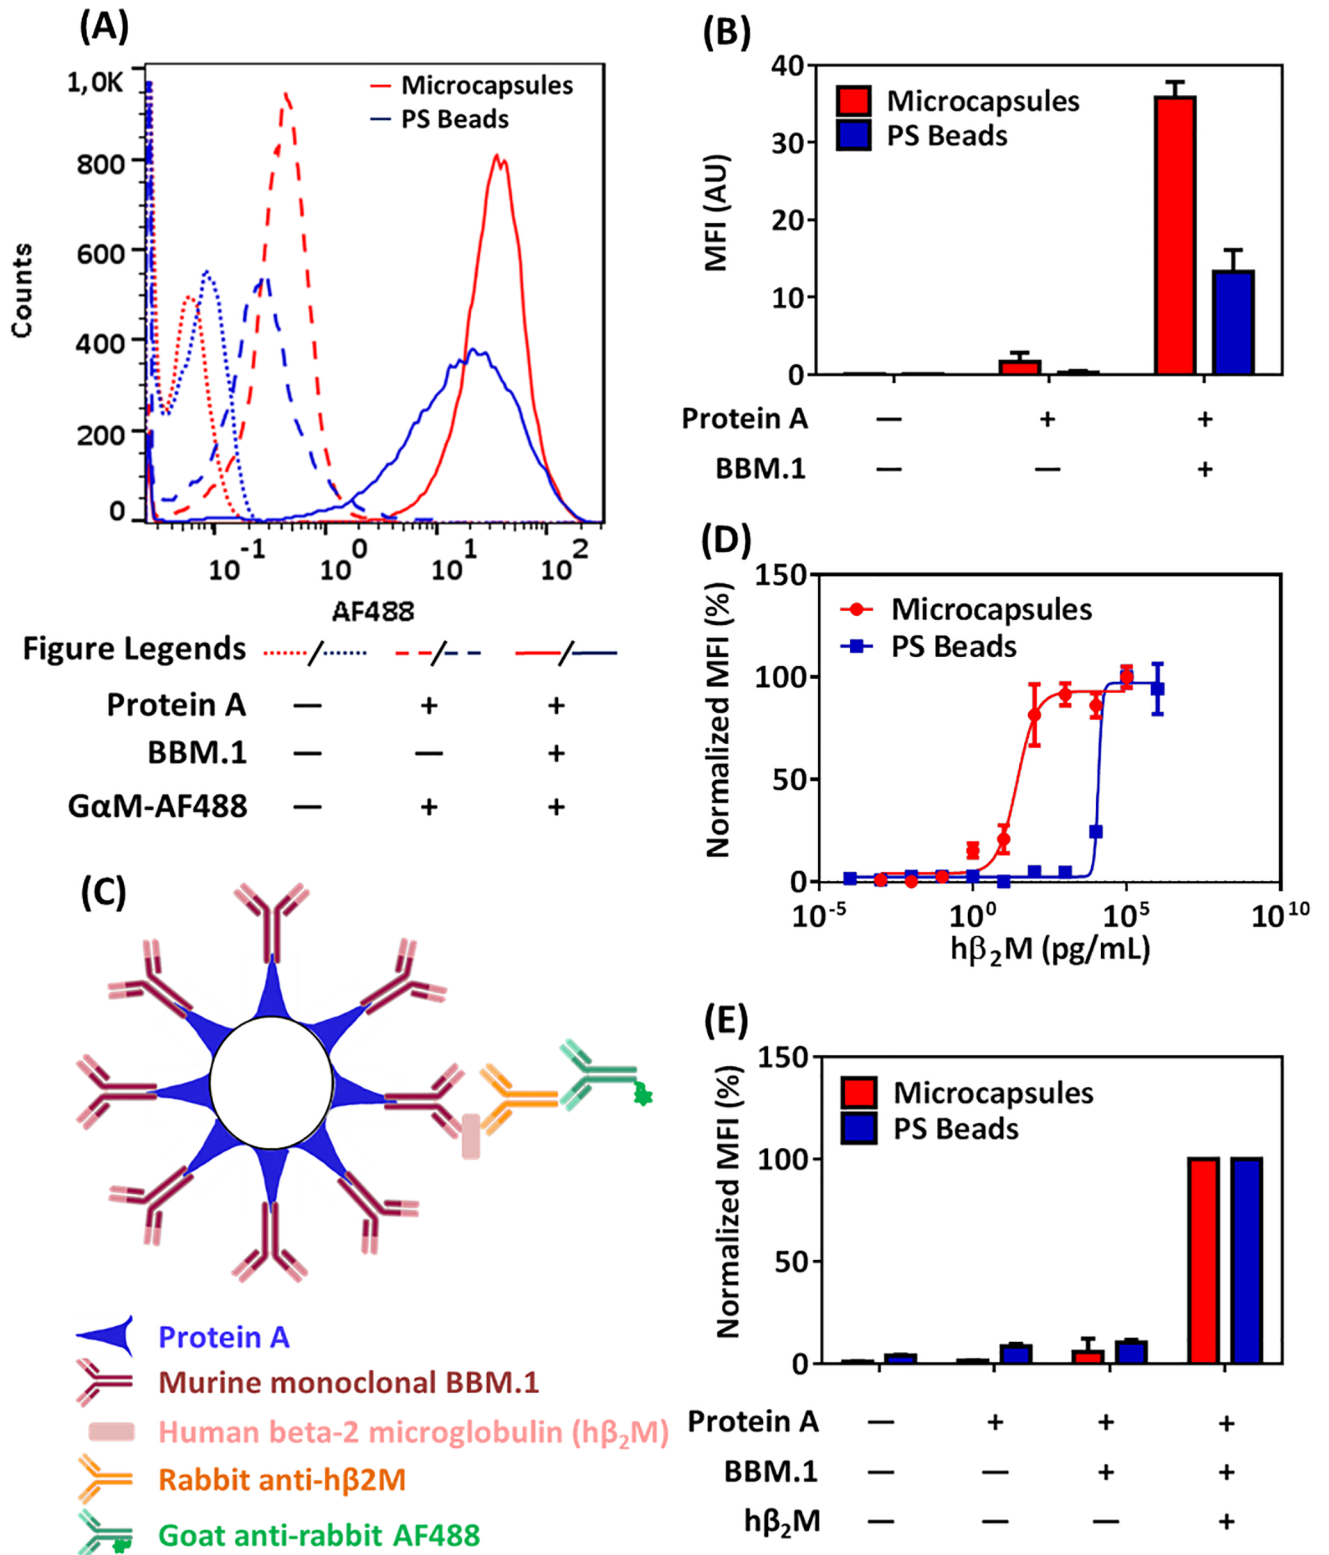 (A)
1,0K
800
600
400
200
0
Counts
Microcapsules
PS Beads
10-1
100
101
102
AF488
Figure Legends
Protein A — + +
BBM.1 — — +
GαM-AF488 — + +
(B)
40
30
20
10
0
MFI (AU)
Microcapsules
PS Beads
Protein A — + +
BBM.1 — — +
(C)
Protein A
Murine monoclonal BBM.1
Human beta-2 microglobulin (hβ2M)
Rabbit anti-hβ2M
Goat anti-rabbit AF488
(D)
150
100
50
0
Normalized MFI (%)
Microcapsules
PS Beads
10-5 100 105 1010
hβ2M (pg/mL)
(E)
150
100
50
0
Normalized MFI (%)
Microcapsules
PS Beads
Protein A — + + +
BBM.1 — — + +
hβ2M — — — +